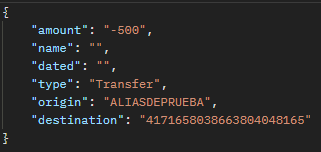 {
"amount": "-500",
"name": "",
"dated": "",
"type": "Transfer",
"origin": "ALIASDEPRUEBA",
"destination": "4171658038663804048165"
}